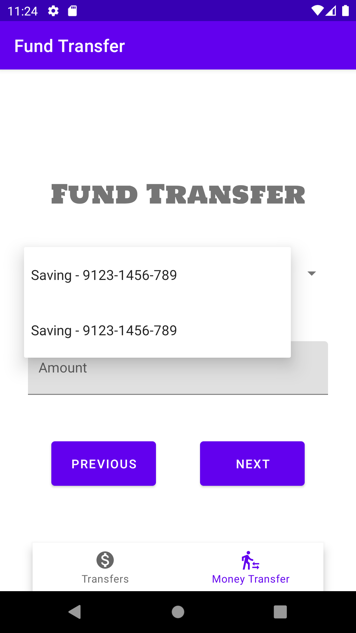 11:24
Fund Transfer
Fund Transfer
Saving - 9123-1456-789
Saving - 9123-1456-789
Amount
PREVIOUS
NEXT
Transfers
Money Transfer